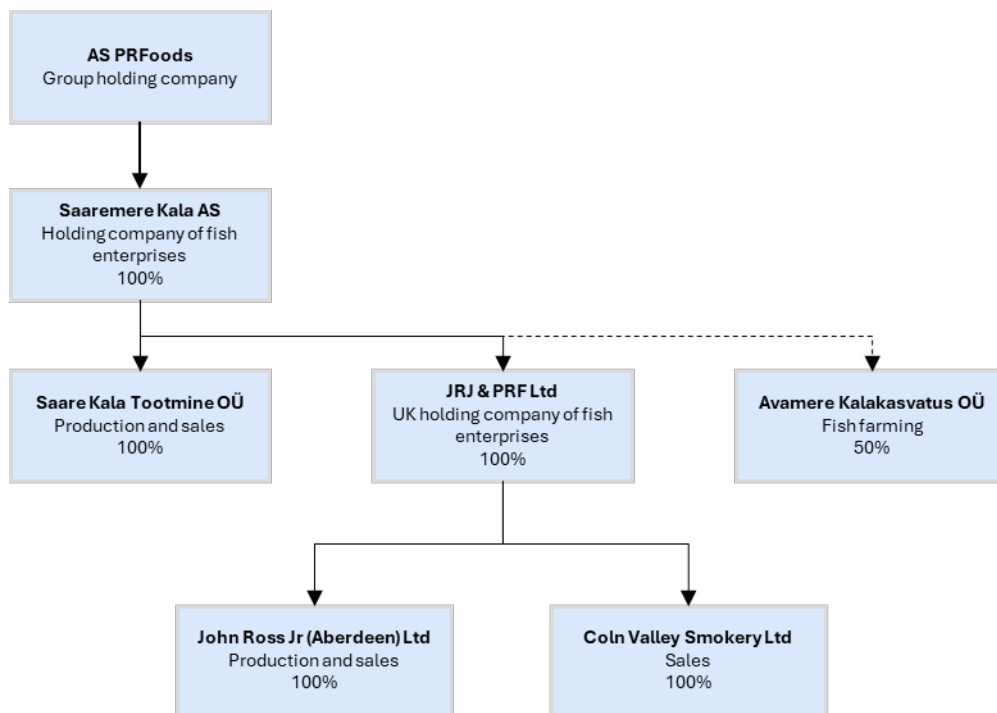 AS PRFoods
Group holding company
Saaremere Kala AS
Holding company of fish
enterprises
100%
Saare Kala Tootmine OÜ
Production and sales
100%
JRJ & PRF Ltd
UK holding company of fish
enterprises
100%
Avamere Kalakasvatus OÜ
Fish farming
50%
John Ross Jr (Aberdeen) Ltd
Production and sales
100%
Coln Valley Smokery Ltd
Sales
100%